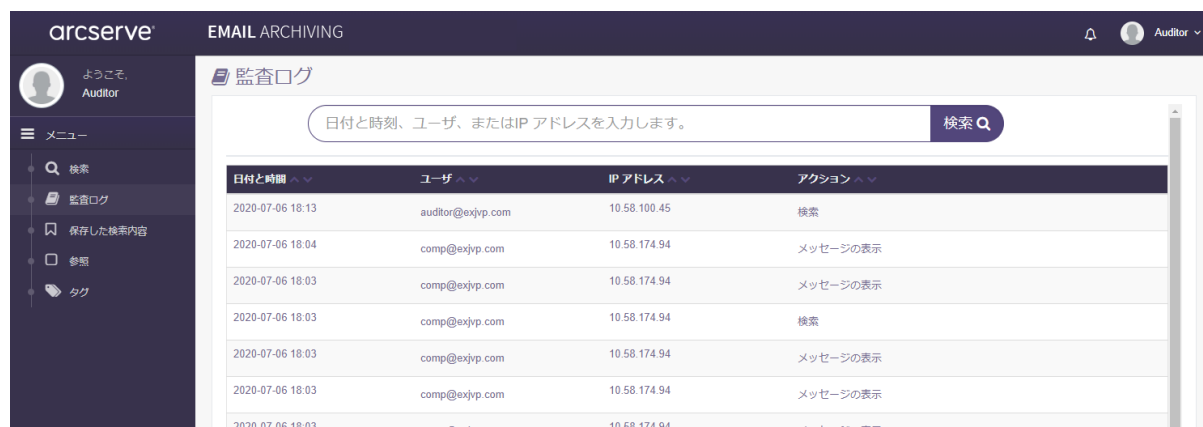 arcserve
EMAIL ARCHIVING
Auditor
ようこそ,
Auditor
メニュー
検索
監査ログ
保存した検索内容
参照
タグ
監査ログ
日付と時刻、ユーザ、またはIP アドレスを入力します。
検索
日付と時間 ユーザ IP アドレス アクション
2020-07-06 18:13 auditor@exjvp.com 10.58.100.45 検索
2020-07-06 18:04 comp@exjvp.com 10.58.174.94 メッセージの表示
2020-07-06 18:03 comp@exjvp.com 10.58.174.94 メッセージの表示
2020-07-06 18:03 comp@exjvp.com 10.58.174.94 検索
2020-07-06 18:03 comp@exjvp.com 10.58.174.94 メッセージの表示
2020-07-06 18:03 comp@exjvp.com 10.58.174.94 メッセージの表示
2020-07-06 18:03 10.58.174.94